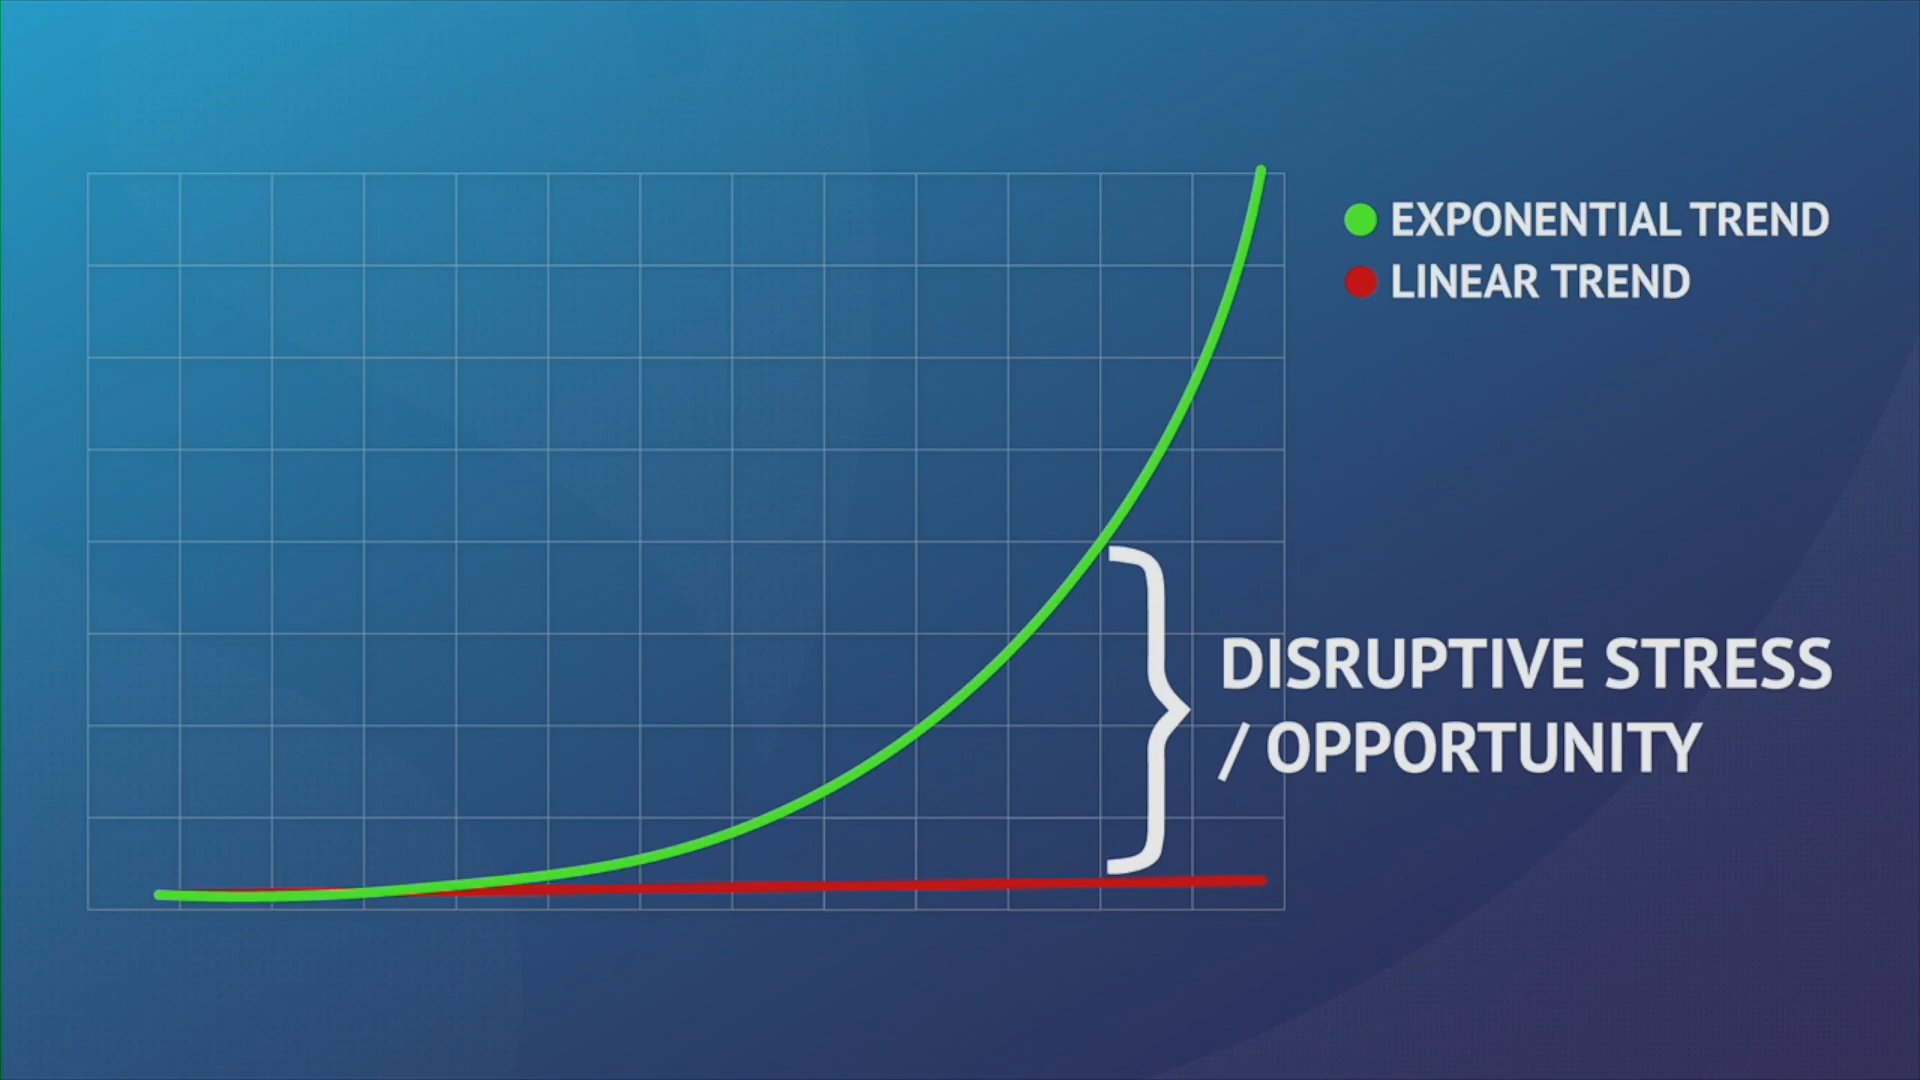 EXPONENTIAL TREND
LINEAR TREND
DISRUPTIVE STRESS
/ OPPORTUNITY